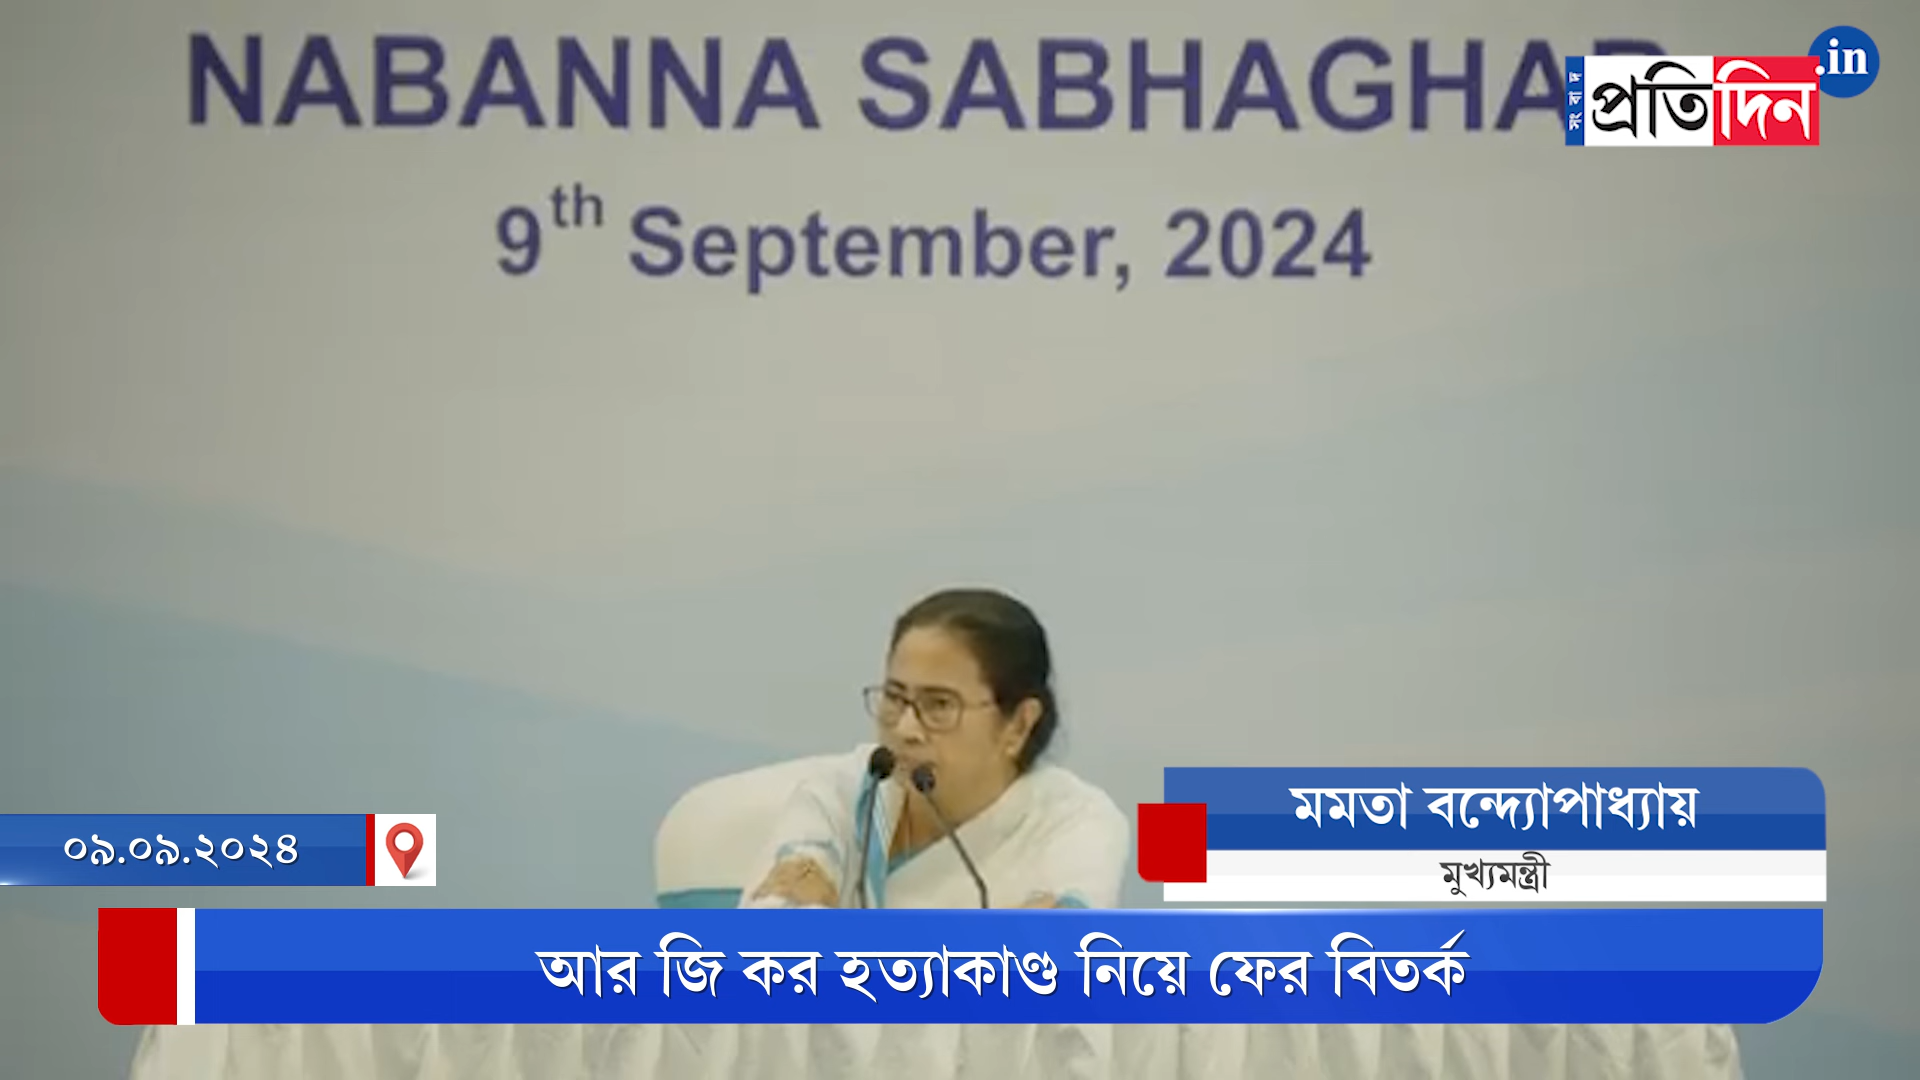 NABANNA SABHAGHAR
সংবাদ প্রতিদিন .in
9th September, 2024
মমতা বন্দ্যোপাধ্যায়
মুখ্যমন্ত্রী
০৯.০৯.২০২৪
আর জি কর হত্যাকাণ্ড নিয়ে ফের বিতর্ক